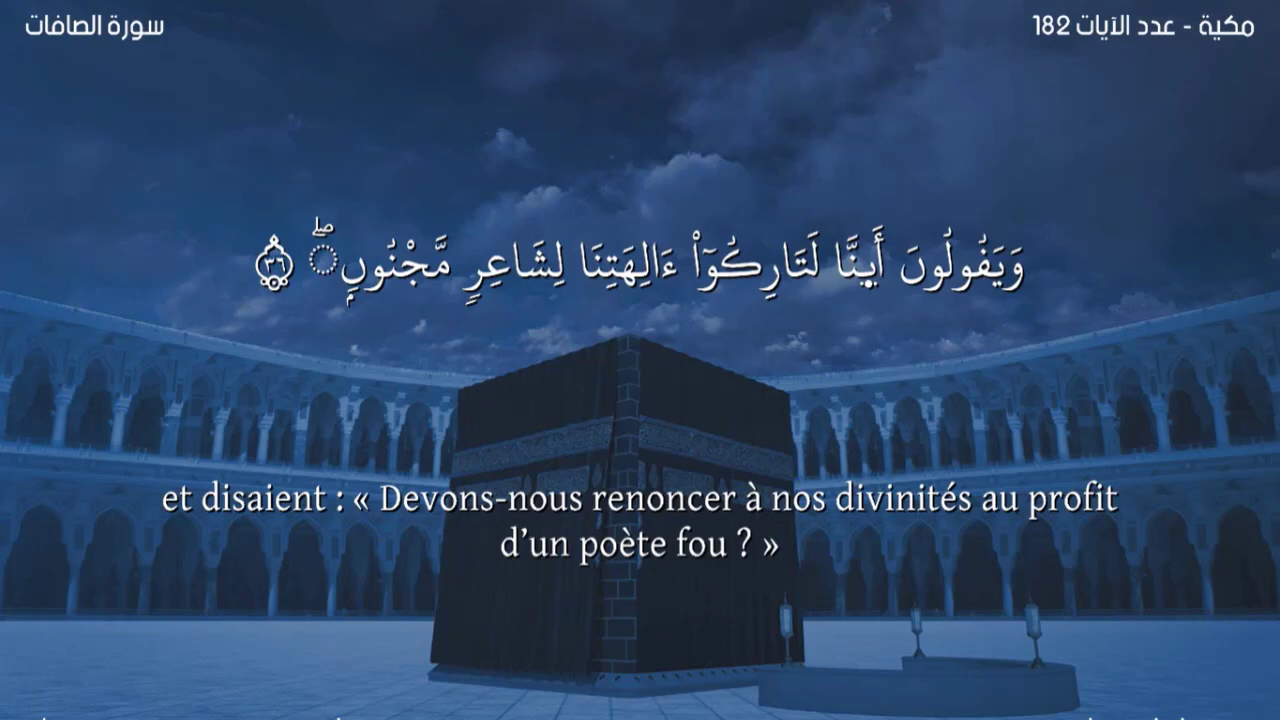 سورة الصافات
مكية - عدد الآيات 182
وَيَقُولُونَ أَى۪نَّا لَتَارِكُوٓاْ ءَالِهَتِنَا لِشَاعِرٖ مَّجْنُونِۢۖ ٣٦
et disaient : « Devons-nous renoncer à nos divinités au profit
d’un poète fou ? »